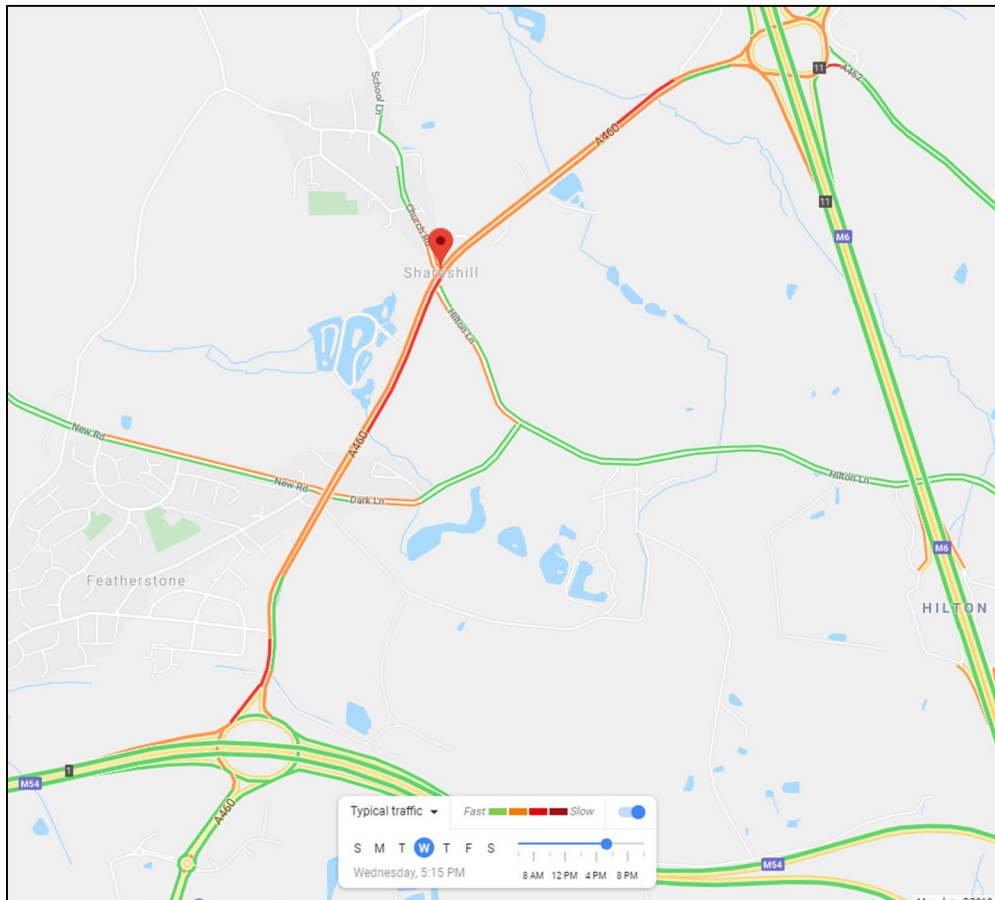 11
A462
School Ln
A460
11
M6
Church Rd
Shareshill
Hilton Ln
New Rd
A460
Hilton Ln
New Rd
Dark Ln
M6
Featherstone
HILTON
1
M54
A460
Typical traffic
Fast
Slow
S M T W T F S
Wednesday, 5:15 PM
8 AM 12 PM 4 PM 8 PM
M54